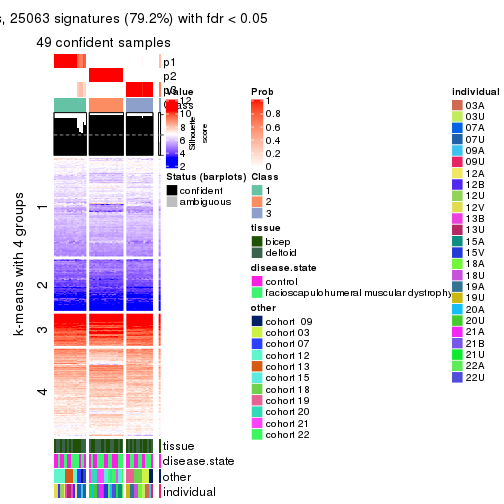 s, 25063 signatures (79.2%) with fdr < 0.05
49 confident samples
p1
p2
p3
Class
Silhouette
score
k-means with 4 groups
1
2
3
4
tissue
disease.state
other
individual
Value
12
10
8
6
4
2
Status (barplots)
confident
ambiguous
Prob
1
0.8
0.6
0.4
0.2
0
Class
1
2
3
tissue
bicep
deltoid
disease.state
control
facioscapulohumeral muscular dystrophy
other
cohort 09
cohort 03
cohort 07
cohort 12
cohort 13
cohort 15
cohort 18
cohort 19
cohort 20
cohort 21
cohort 22
individual
03A
03U
07A
07U
09A
09U
12A
12B
12U
12V
13B
13U
15A
15V
18A
18U
19A
19U
20A
20U
21A
21B
21U
22A
22U